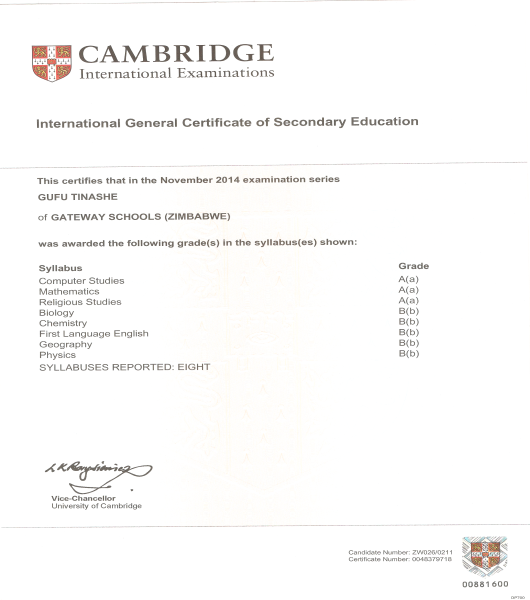 CAMBRIDGE
International Examinations
International General Certificate of Secondary Education
This certifies that in the November 2014 examination series
GUFU TINASHE
of GATEWAY SCHOOLS (ZIMBABWE)
was awarded the following grade(s) in the syllabus(es) shown:
Syllabus Grade
Computer Studies A(a)
Mathematics A(a)
Religious Studies A(a)
Biology B(b)
Chemistry B(b)
First Language English B(b)
Geography B(b)
Physics B(b)
SYLLABUSES REPORTED: EIGHT
Vice-Chancellor
University of Cambridge
Candidate Number: ZW026/0211
Certificate Number: 0048379718
00881600